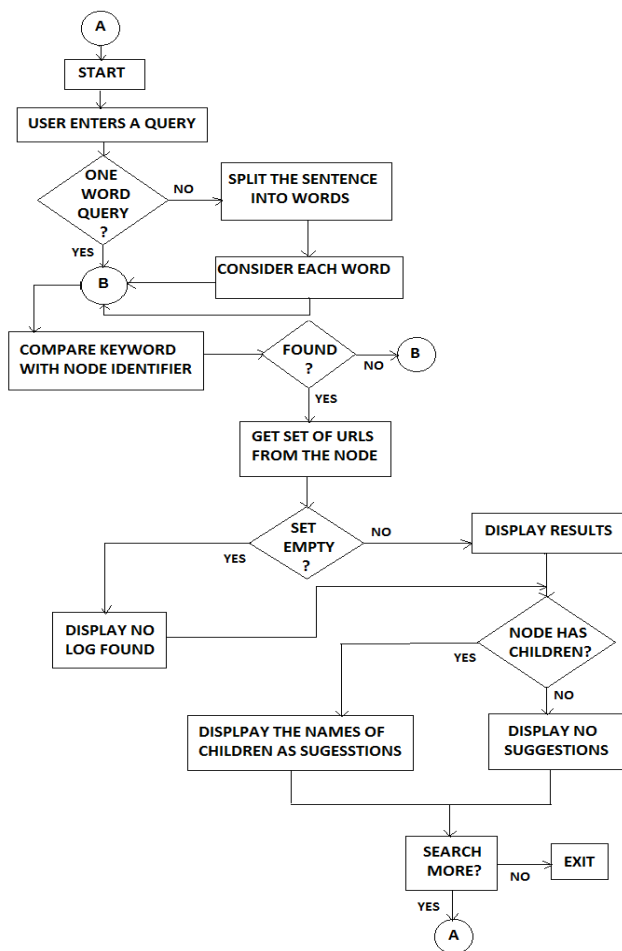 A
START
USER ENTERS A QUERY
ONE
WORD
QUERY
?
NO
SPLIT THE SENTENCE
INTO WORDS
YES
CONSIDER EACH WORD
B
COMPARE KEYWORD
WITH NODE IDENTIFIER
FOUND
?
NO
B
YES
GET SET OF URLS
FROM THE NODE
SET
EMPTY
?
NO
DISPLAY RESULTS
YES
DISPLAY NO
LOG FOUND
NODE HAS
CHILDREN?
YES
NO
DISPLPAY THE NAMES OF
CHILDREN AS SUGESSTIONS
DISPLAY NO
SUGGESTIONS
SEARCH
MORE?
NO
EXIT
YES
A